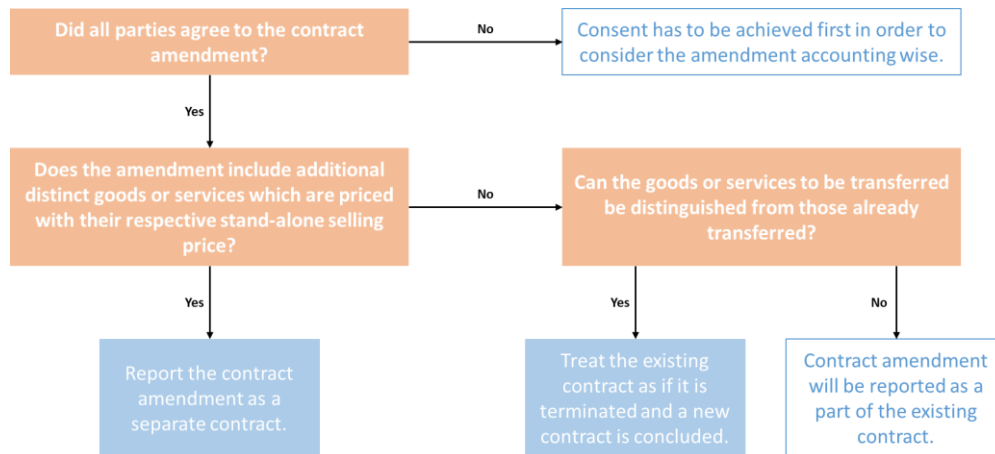 Did all parties agree to the contract
amendment?
No
Consent has to be achieved first in order to
consider the amendment accounting wise.
Yes
Does the amendment include additional
distinct goods or services which are priced
with their respective stand-alone selling
price?
No
Can the goods or services to be transferred
be distinguished from those already
transferred?
Yes
Yes
No
Report the contract
amendment as a
separate contract.
Treat the existing
contract as if it is
terminated and a new
contract is concluded.
Contract amendment
will be reported as a
part of the existing
contract.